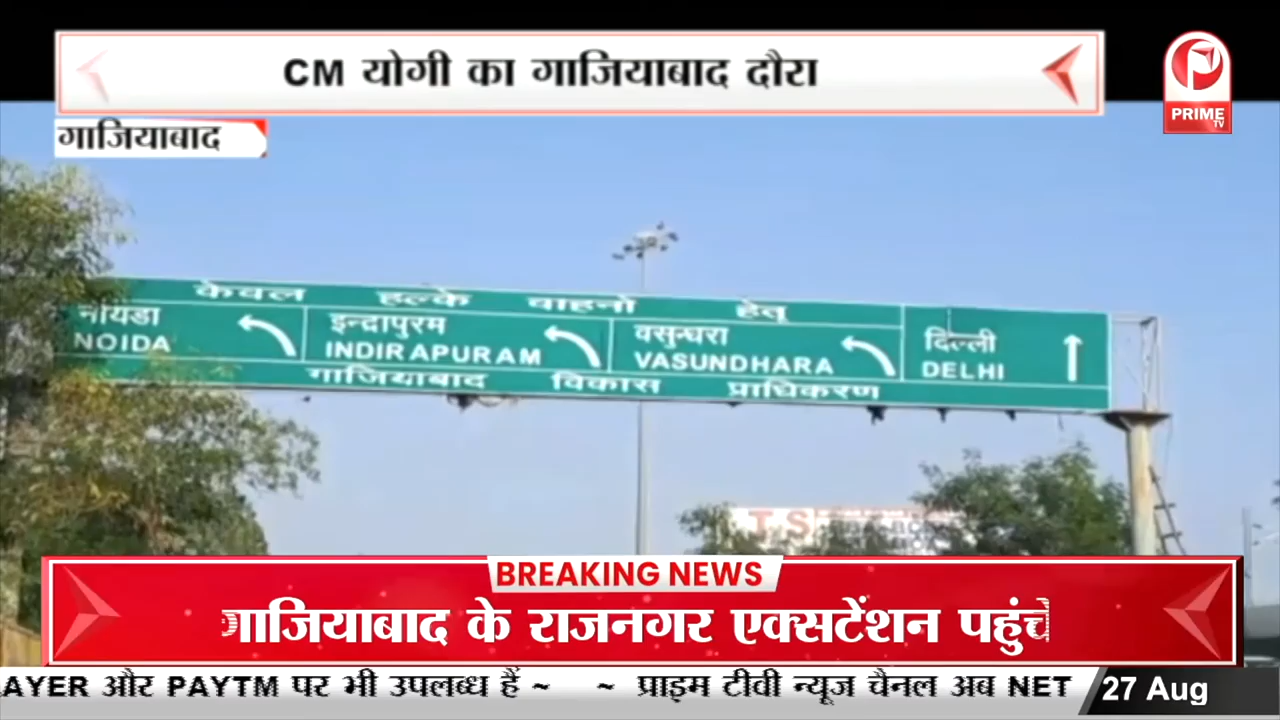 CM योगी का गाजियाबाद दौरा
PRIME
TV
गाजियाबाद
केवल हल्के वाहनो हेतू
नोयडा
NOIDA
इन्दापुरम
INDIRAPURAM
वसुन्धरा
VASUNDHARA
दिल्ली
DELHI
गाजियाबाद विकास प्राधिकरण
T.S
BREAKING NEWS
गाजियाबाद के राजनगर एक्सटेंशन पहुंचे
AYER और PAYTM पर भी उपलब्ध हैं ~ ~ प्राइम टीवी न्यूज चैनल अब NET
27 Aug